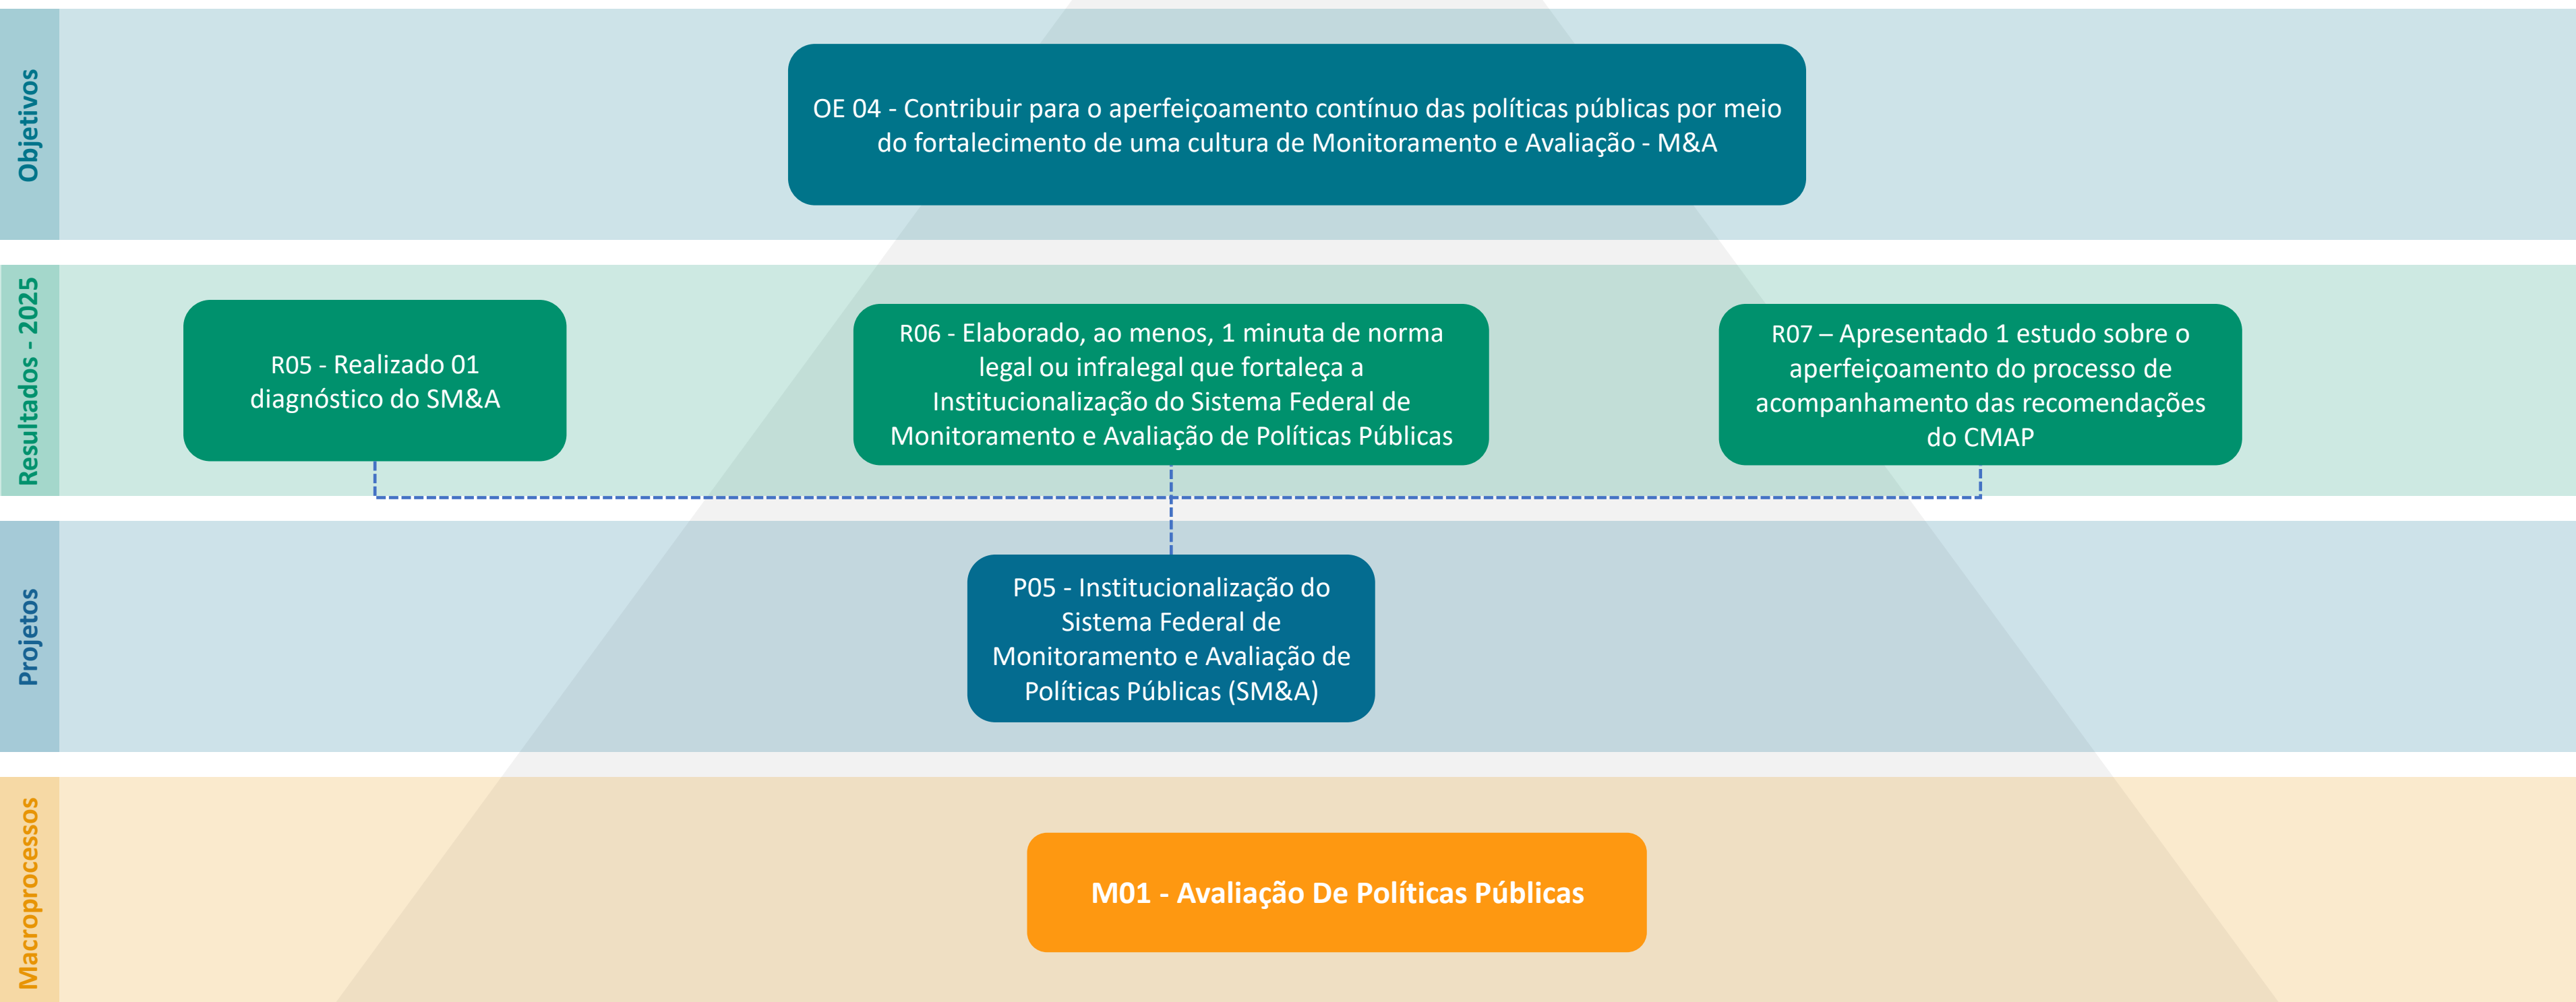 Objetivos
OE 04 - Contribuir para o aperfeiçoamento contínuo das políticas públicas por meio
do fortalecimento de uma cultura de Monitoramento e Avaliação - M&A
Resultados - 2025
R05 - Realizado 01
diagnóstico do SM&A
R06 - Elaborado, ao menos, 1 minuta de norma
legal ou infralegal que fortaleça a
Institucionalização do Sistema Federal de
Monitoramento e Avaliação de Políticas Públicas
R07 – Apresentado 1 estudo sobre o
aperfeiçoamento do processo de
acompanhamento das recomendações
do CMAP
Projetos
P05 - Institucionalização do
Sistema Federal de
Monitoramento e Avaliação de
Políticas Públicas (SM&A)
Macroprocessos
M01 - Avaliação De Políticas Públicas